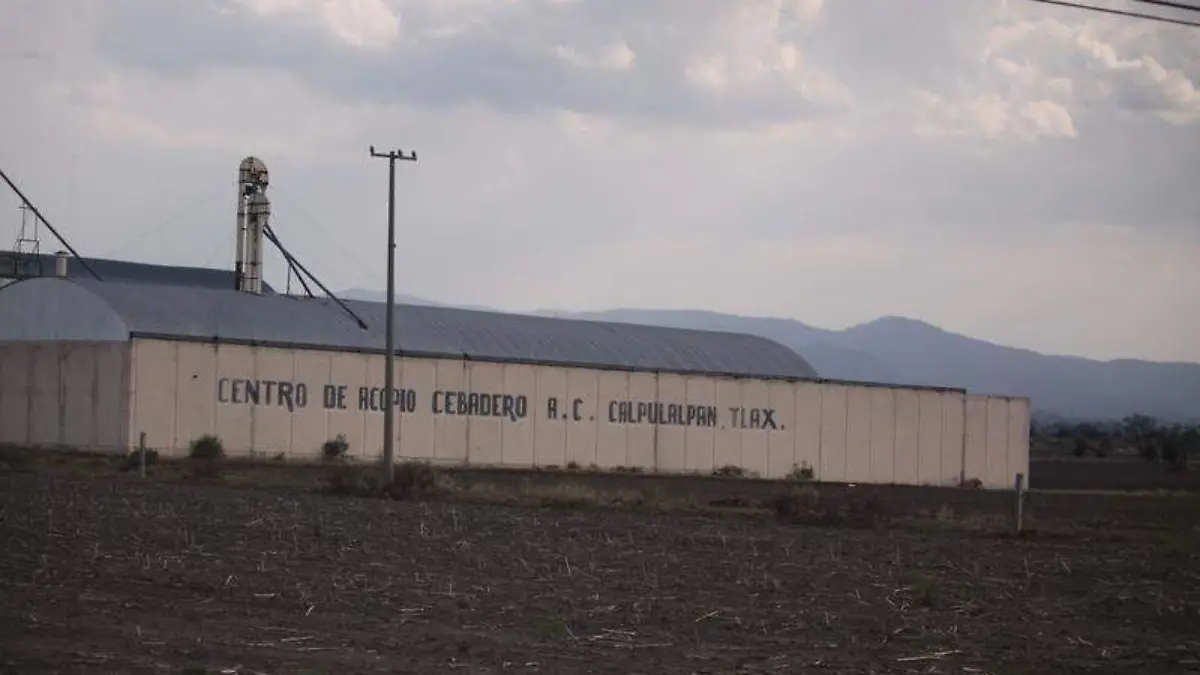 CENTRO DE ACOPIO CEBADERO A.C. CALPULALPAN, TLAX.